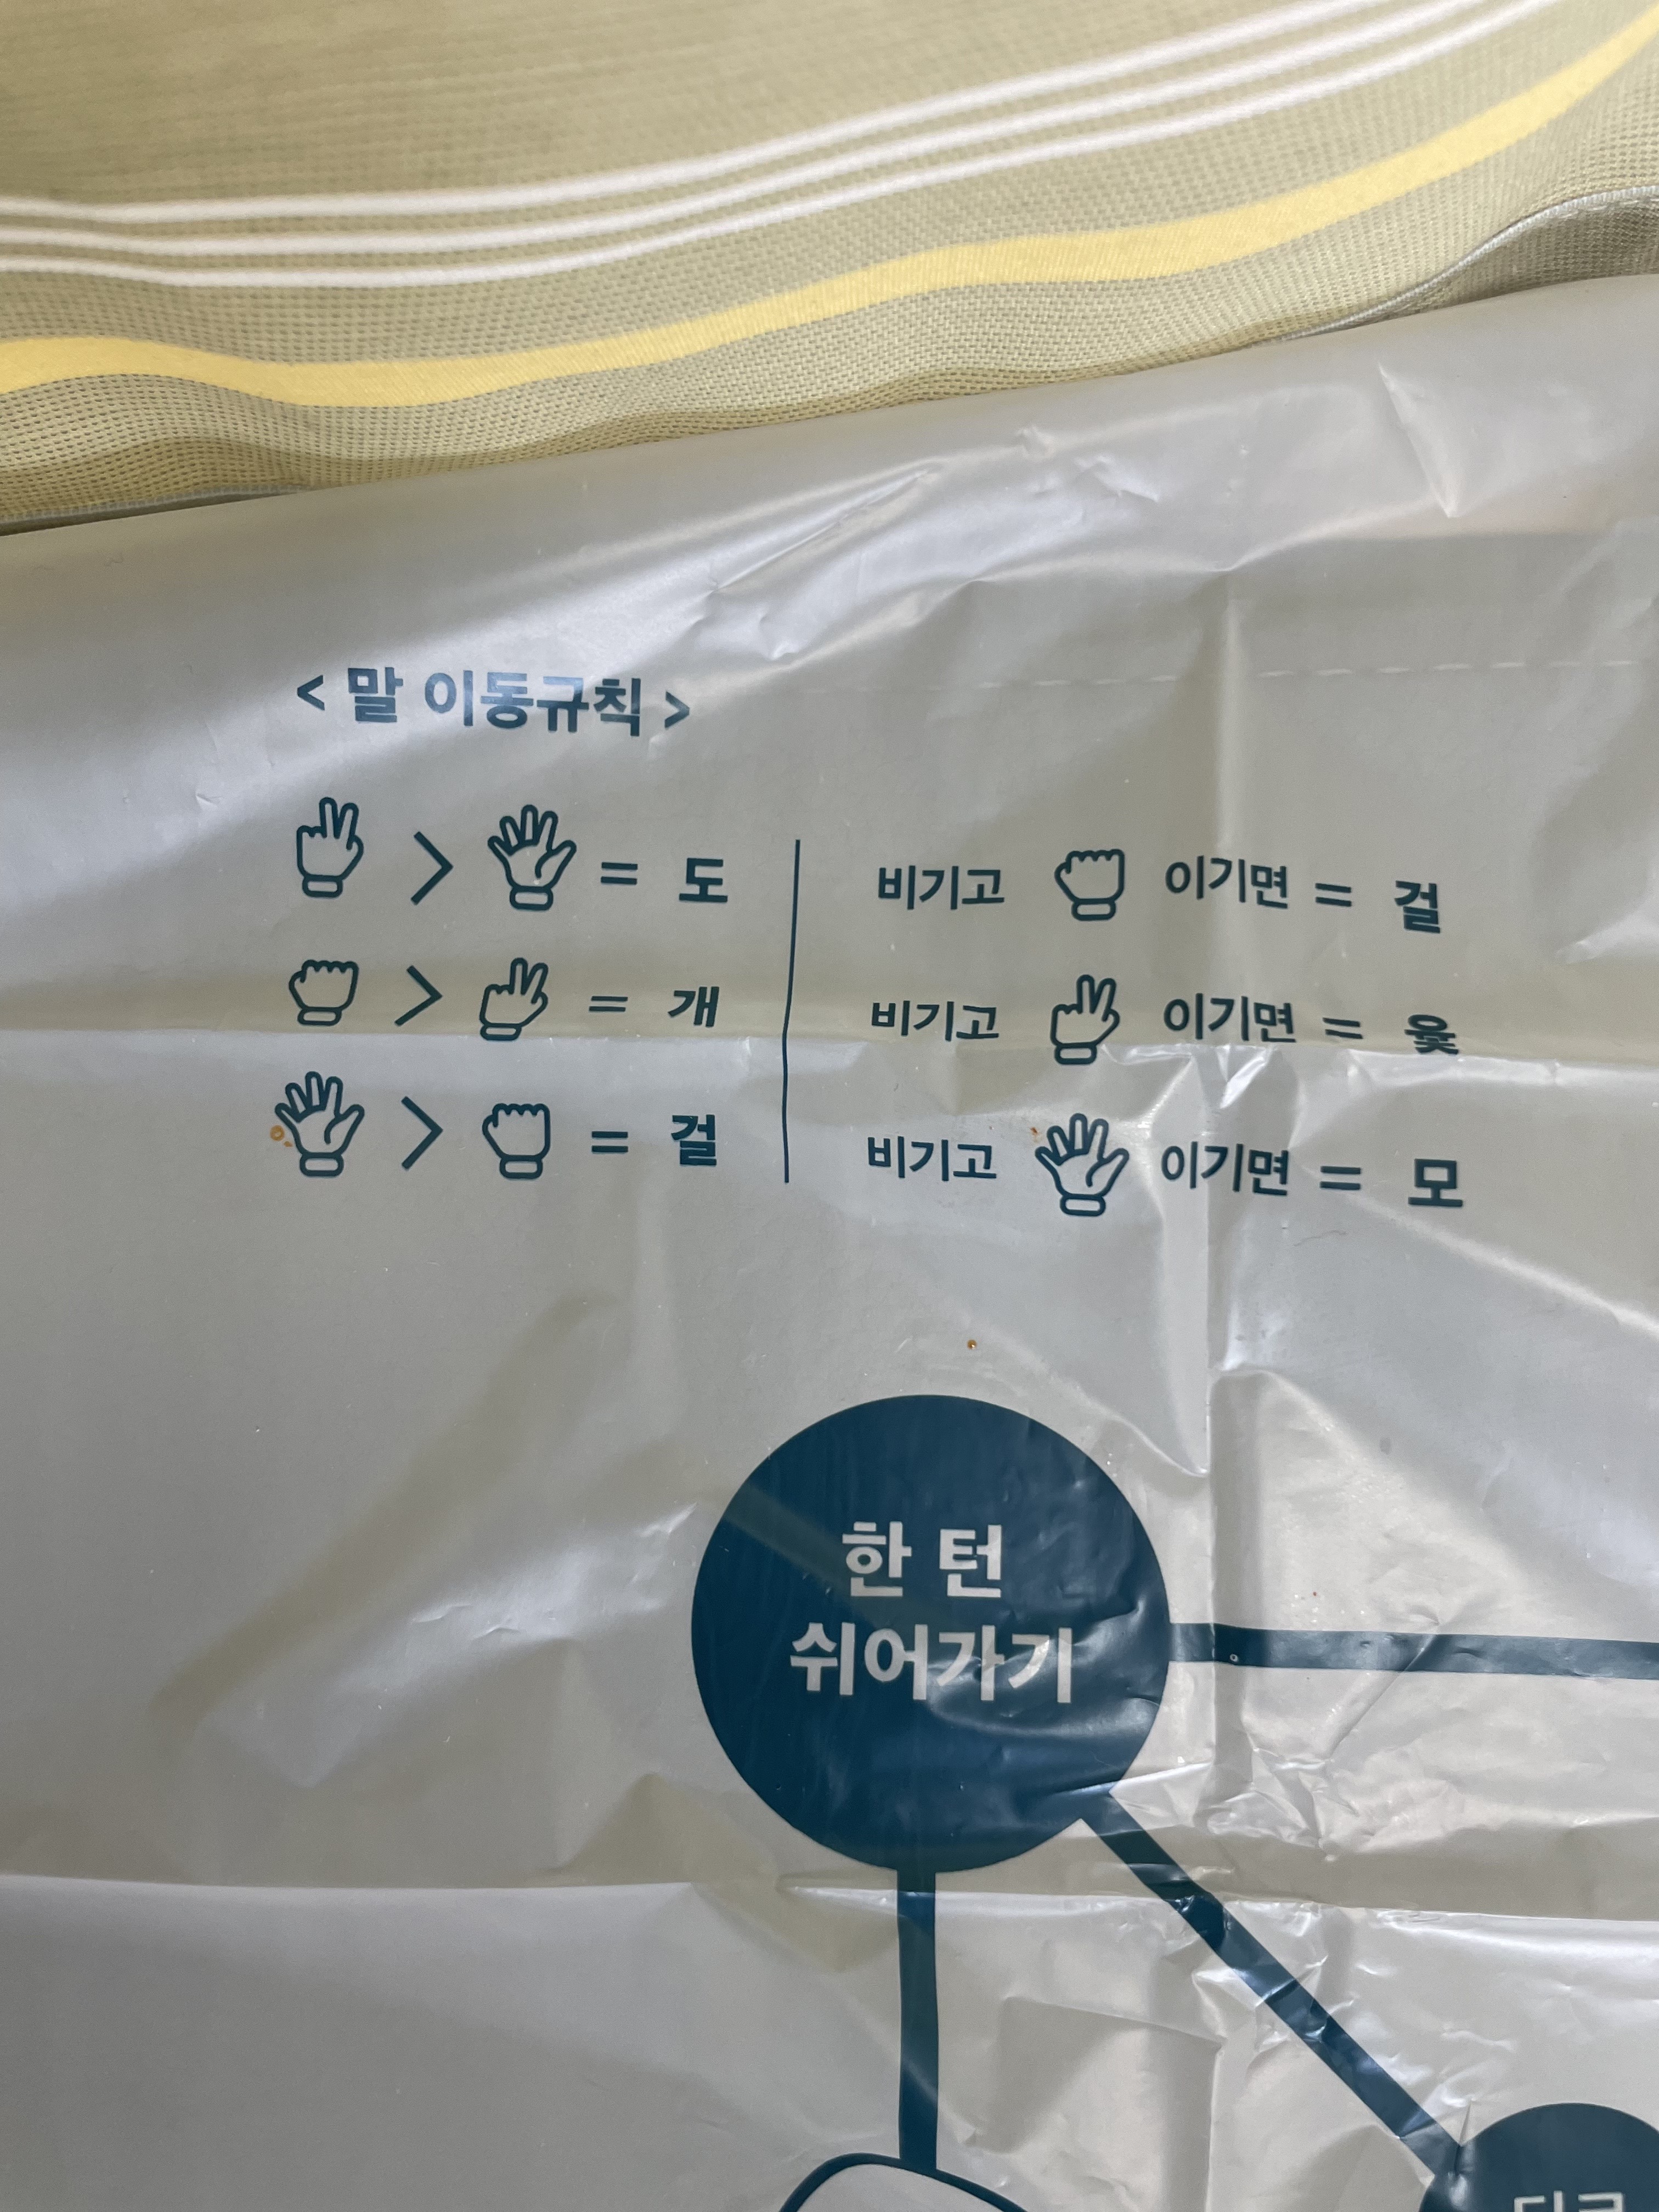 < 말 이동규칙 >
> = 도
> = 개
> = 걸
비기고 이기면 = 걸
비기고 이기면 = 윷
비기고 이기면 = 모
한 턴
쉬어가기